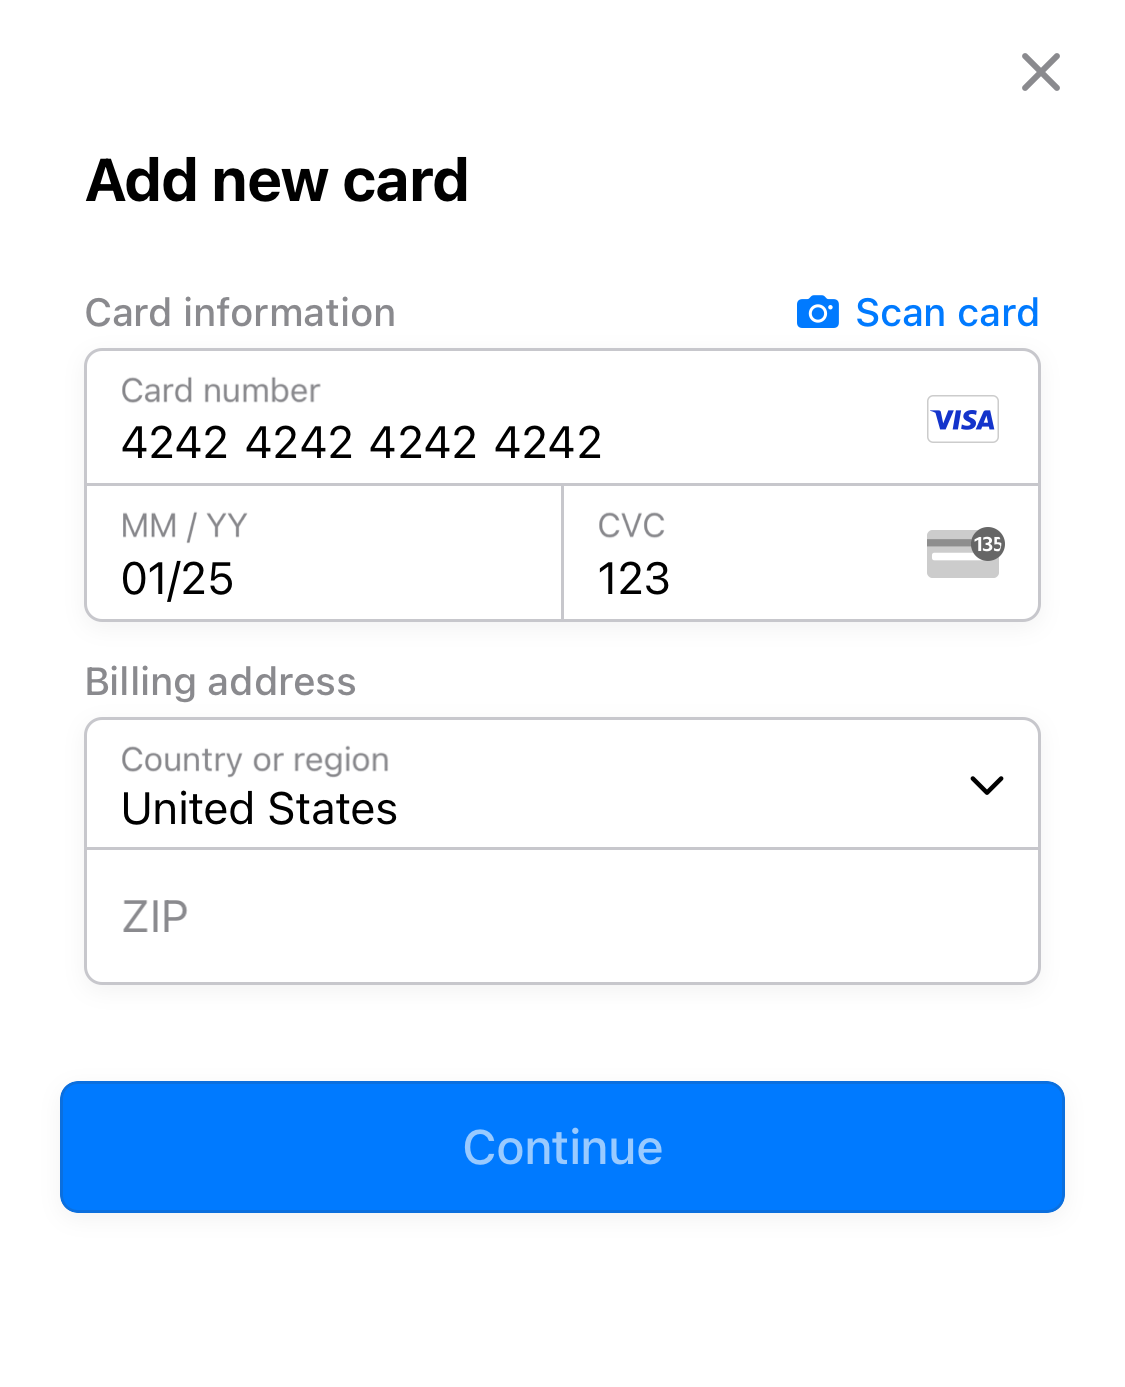 Add new card
Card information
Scan card
Card number
4242 4242 4242 4242
VISA
MM / YY
01/25
CVC
123
135
Billing address
Country or region
United States
ZIP
Continue